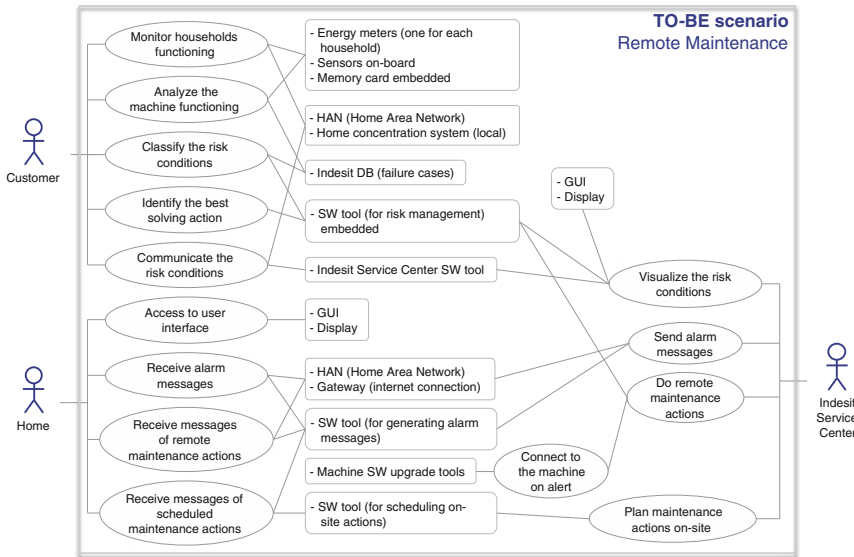 TO-BE scenario
Remote Maintenance
Monitor households
functioning
Analyze the
machine functioning
Classify the risk
conditions
Identify the best
solving action
Communicate the
risk conditions
Access to user
interface
Receive alarm
messages
Receive messages
of remote
maintenance actions
Receive messages of
scheduled
maintenance actions
Customer
Home
- Energy meters (one for each
household)
- Sensors on-board
- Memory card embedded
- HAN (Home Area Network)
- Home concentration system (local)
- Indesit DB (failure cases)
- SW tool (for risk management)
embedded
- Indesit Service Center SW tool
- GUI
- Display
- HAN (Home Area Network)
- Gateway (internet connection)
- SW tool (for generating alarm
messages)
- Machine SW upgrade tools
- SW tool (for scheduling on-
site actions)
- GUI
- Display
Visualize the risk
conditions
Send alarm
messages
Do remote
maintenance
actions
Connect to
the machine
on alert
Plan maintenance
actions on-site
Indesit
Service
Center